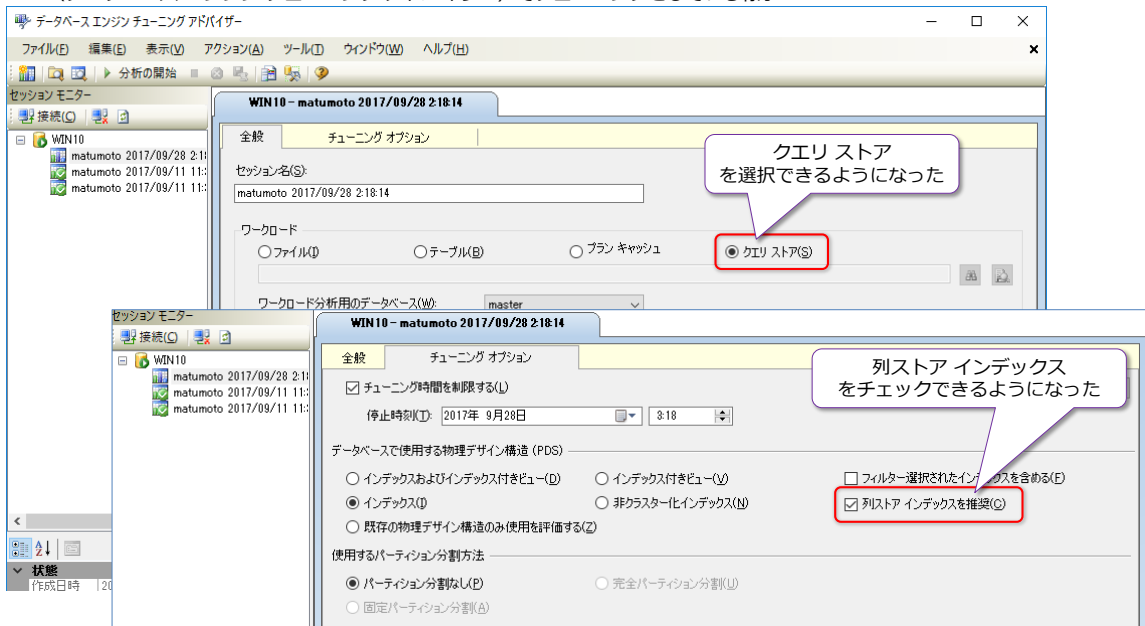 データベース エンジン チューニング アドバイザー
ファイル(F) 編集(E) 表示(V) アクション(A) ツール(T) ウィンドウ(W) ヘルプ(H)
分析の開始
セッション モニター
接続(C)
WIN10
matumoto 2017/09/28 2:18
matumoto 2017/09/11 11:
matumoto 2017/09/11 11:
WIN10 - matumoto 2017/09/28 2:18:14
全般 チューニング オプション
セッション名(S):
matumoto 2017/09/28 2:18:14
クエリ ストア
を選択できるようになった
ワークロード
ファイル(I) テーブル(B) プラン キャッシュ クエリ ストア(S)
ワークロード分析用のデータベース(W): master
状態
作成日時 20
セッション モニター
接続(C)
WIN10
matumoto 2017/09/28 2:18
matumoto 2017/09/11 11:
matumoto 2017/09/11 11:
WIN10 - matumoto 2017/09/28 2:18:14
全般 チューニング オプション
列ストア インデックス
をチェックできるようになった
チューニング時間を制限する(L)
停止時刻(T): 2017年 9月28日 3:18
データベースで使用する物理デザイン構造 (PDS)
インデックスおよびインデックス付きビュー(D) インデックス付きビュー(V) フィルター選択されたインデックスを含める(F)
インデックス(I) 非クラスター化インデックス(N) 列ストア インデックスを推奨(C)
既存の物理デザイン構造のみ使用を評価する(Z)
使用するパーティション分割方法
パーティション分割なし(P) 完全パーティション分割(U)
固定パーティション分割(A)